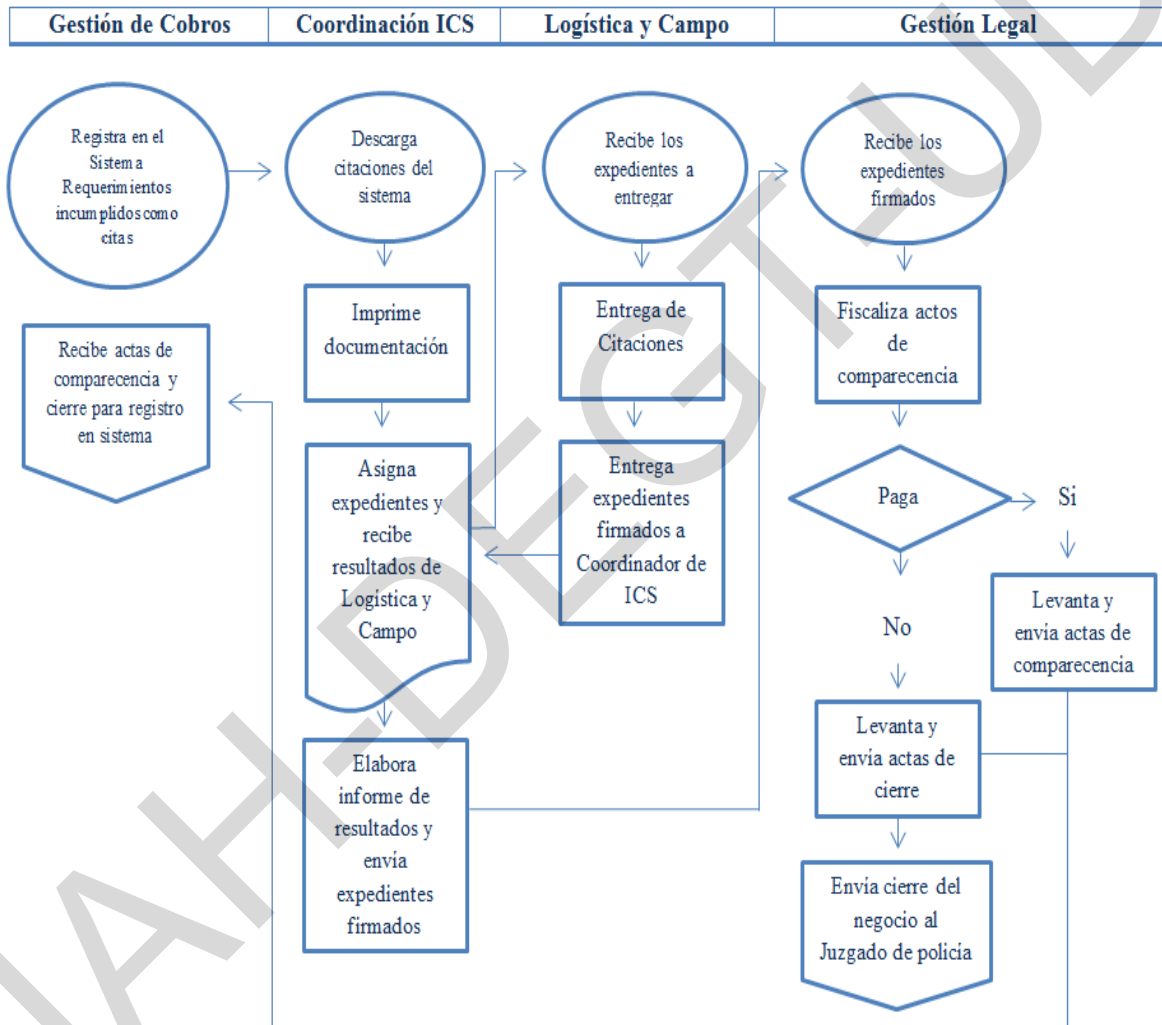 Gestión de Cobros
Coordinación ICS
Logística y Campo
Gestión Legal
Registra en el
Sistema
Requerimientos
incumplidos como
citas
Recibe actas de
comparecencia y
cierre para registro
en sistema
Descarga
citaciones del
sistema
Imprime
documentación
Asigna
expedientes y
recibe
resultados de
Logística y
Campo
Elabora
informe de
resultados y
envía
expedientes
firmados
Recibe los
expedientes a
entregar
Entrega de
Citaciones
Entrega
expedientes
firmados a
Coordinador de
ICS
Recibe los
expedientes
firmados
Fiscaliza actos
de
comparecencia
Paga
Si
No
Levanta y
envía actas de
comparecencia
Levanta y
envía actas de
cierre
Envía cierre del
negocio al
Juzgado de policía